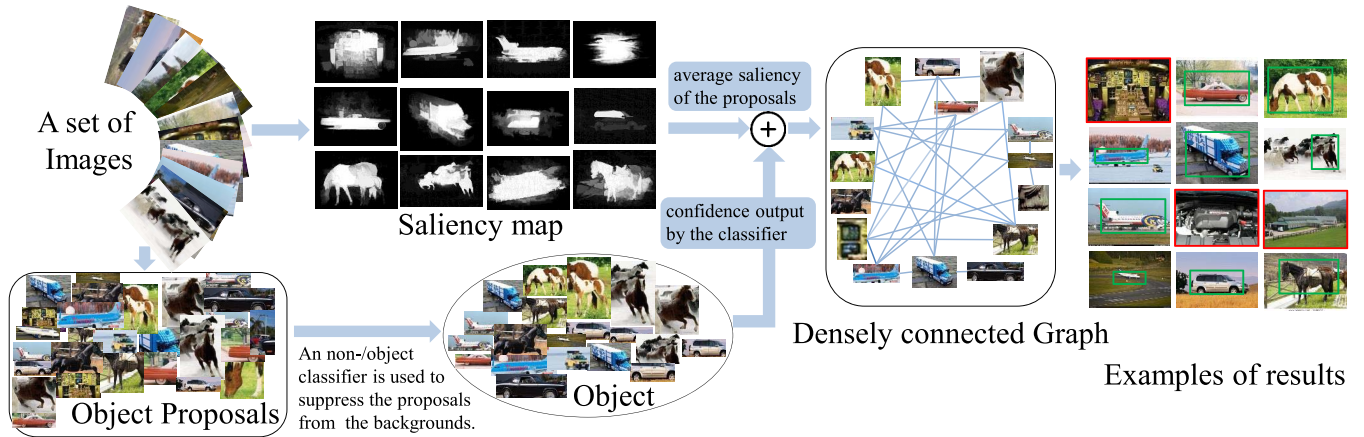 A set of
Images
Saliency map
average saliency
of the proposals
+
confidence output
by the classifier
Object Proposals
An non-/object
classifier is used to
suppress the proposals
from the backgrounds.
Object
Densely connected Graph
Examples of results